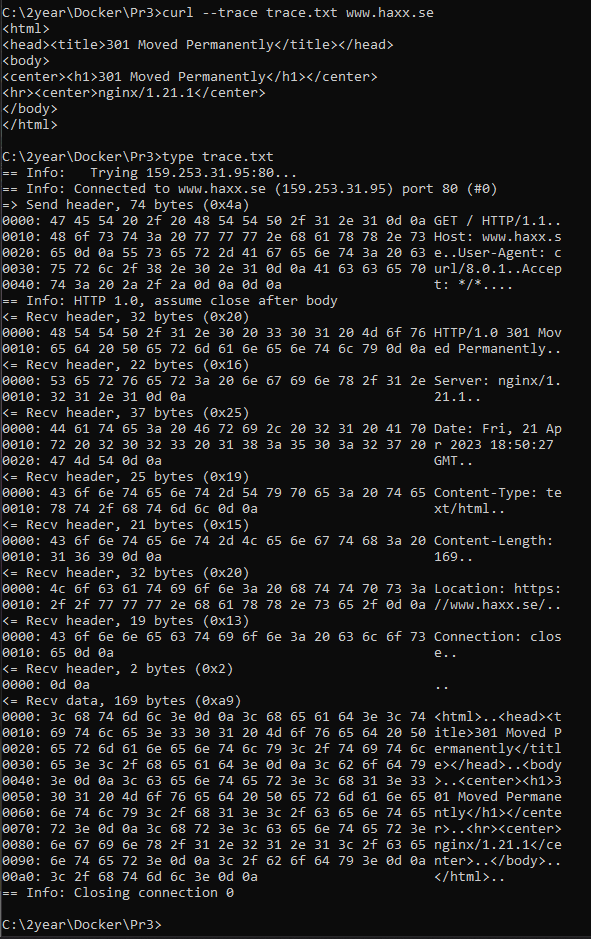 C:\2year\Docker\Pr3>curl --trace trace.txt www.haxx.se
<html>
<head><title>301 Moved Permanently</title></head>
<body>
<center><h1>301 Moved Permanently</h1></center>
<hr><center>nginx/1.21.1</center>
</body>
</html>

C:\2year\Docker\Pr3>type trace.txt
== Info:   Trying 159.253.31.95:80...
== Info: Connected to www.haxx.se (159.253.31.95) port 80 (#0)
=> Send header, 74 bytes (0x4a)
0000: 47 45 54 20 2f 20 48 54 54 50 2f 31 2e 31 0d 0a GET / HTTP/1.1..
0010: 48 6f 73 74 3a 20 77 77 77 2e 68 61 78 78 2e 73 Host: www.haxx.s
0020: 65 0d 0a 55 73 65 72 2d 41 67 65 6e 74 3a 20 63 e..User-Agent: c
0030: 75 72 6c 2f 38 2e 30 2e 31 0d 0a 41 63 63 65 70 url/8.0.1..Accep
0040: 74 3a 20 2a 2f 2a 0d 0a 0d 0a                   t: */*....
== Info: HTTP 1.0, assume close after body
<= Recv header, 32 bytes (0x20)
0000: 48 54 54 50 2f 31 2e 30 20 33 30 31 20 4d 6f 76 HTTP/1.0 301 Mov
0010: 65 64 20 50 65 72 6d 61 6e 65 6e 74 6c 79 0d 0a ed Permanently..
<= Recv header, 22 bytes (0x16)
0000: 53 65 72 76 65 72 3a 20 6e 67 69 6e 78 2f 31 2e Server: nginx/1.
0010: 32 31 2e 31 0d 0a                               21.1..
<= Recv header, 37 bytes (0x25)
0000: 44 61 74 65 3a 20 46 72 69 2c 20 32 31 20 41 70 Date: Fri, 21 Ap
0010: 72 20 32 30 32 33 20 31 38 3a 35 30 3a 32 37 20 r 2023 18:50:27
0020: 47 4d 54 0d 0a                                  GMT..
<= Recv header, 25 bytes (0x19)
0000: 43 6f 6e 74 65 6e 74 2d 54 79 70 65 3a 20 74 65 Content-Type: te
0010: 78 74 2f 68 74 6d 6c 0d 0a                      xt/html..
<= Recv header, 21 bytes (0x15)
0000: 43 6f 6e 74 65 6e 74 2d 4c 65 6e 67 74 68 3a 20 Content-Length:
0010: 31 36 39 0d 0a                                  169..
<= Recv header, 32 bytes (0x20)
0000: 4c 6f 63 61 74 69 6f 6e 3a 20 68 74 74 70 73 3a Location: https:
0010: 2f 2f 77 77 77 2e 68 61 78 78 2e 73 65 2f 0d 0a //www.haxx.se/..
<= Recv header, 19 bytes (0x13)
0000: 43 6f 6e 6e 65 63 74 69 6f 6e 3a 20 63 6c 6f 73 Connection: clos
0010: 65 0d 0a                                        e..
<= Recv header, 2 bytes (0x2)
0000: 0d 0a                                           ..
<= Recv data, 169 bytes (0xa9)
0000: 3c 68 74 6d 6c 3e 0d 0a 3c 68 65 61 64 3e 3c 74 <html>..<head><t
0010: 69 74 6c 65 3e 33 30 31 20 4d 6f 76 65 64 20 50 itle>301 Moved P
0020: 65 72 6d 61 6e 65 6e 74 6c 79 3c 2f 74 69 74 6c ermanently</titl
0030: 65 3e 3c 2f 68 65 61 64 3e 0d 0a 3c 62 6f 64 79 e></head>..<body
0040: 3e 0d 0a 3c 63 65 6e 74 65 72 3e 3c 68 31 3e 33 >..<center><h1>3
0050: 30 31 20 4d 6f 76 65 64 20 50 65 72 6d 61 6e 65 01 Moved Permane
0060: 6e 74 6c 79 3c 2f 68 31 3e 3c 2f 63 65 6e 74 65 ntly</h1></cente
0070: 72 3e 0d 0a 3c 68 72 3e 3c 63 65 6e 74 65 72 3e r>..<hr><center>
0080: 6e 67 69 6e 78 2f 31 2e 32 31 2e 31 3c 2f 63 65 nginx/1.21.1</ce
0090: 6e 74 65 72 3e 0d 0a 3c 2f 62 6f 64 79 3e 0d 0a nter>..</body>..
00a0: 3c 2f 68 74 6d 6c 3e 0d 0a                      </html>..
== Info: Closing connection 0

C:\2year\Docker\Pr3>